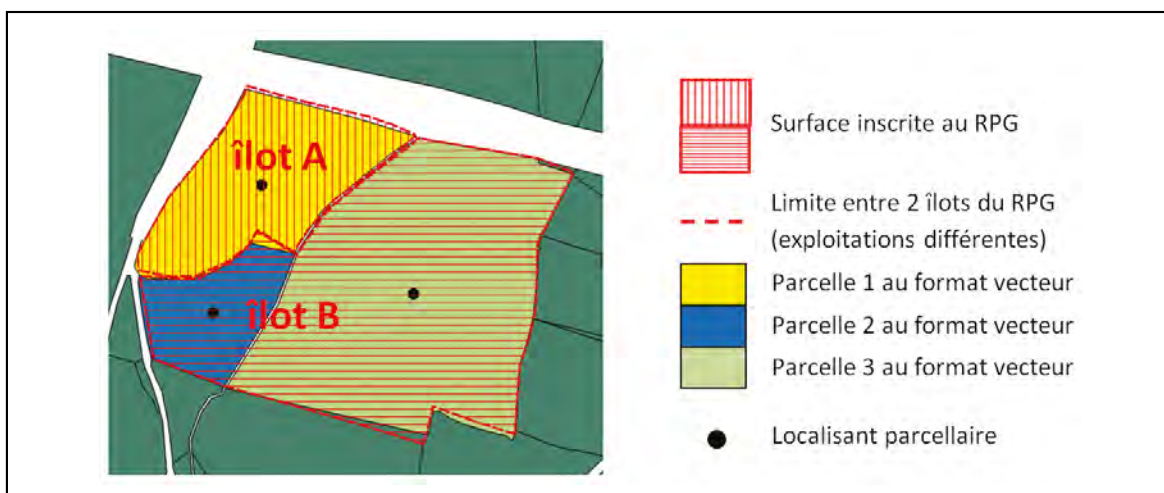 îlot A
îlot B
Surface inscrite au RPG
Limite entre 2 îlots du RPG
(exploitations différentes)
Parcelle 1 au format vecteur
Parcelle 2 au format vecteur
Parcelle 3 au format vecteur
Localisant parcellaire